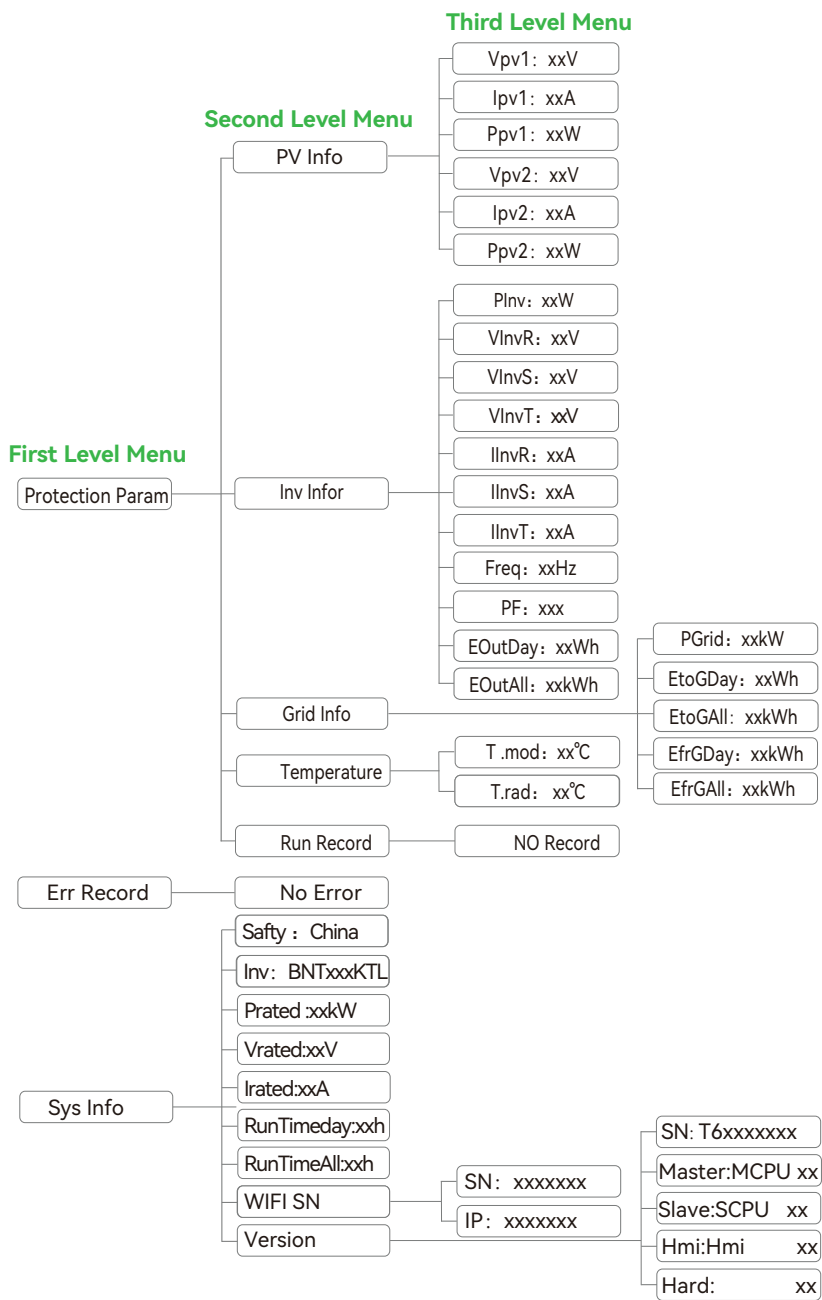 Third Level Menu
Vpv1: xxV
Ipv1: xxA
Second Level Menu
Ppv1: xxW
PV Info
Vpv2: xxV
Ipv2: xxA
Ppv2: xxW
PInv: xxW
VInvR: xxV
VInvS: xxV
VInvT: xxV
First Level Menu
IInvR: xxA
Protection Param
Inv Infor
IInvS: xxA
IInvT: xxA
Freq: xxHz
PF: xxx
EOutDay: xxWh
EOutAll: xxkWh
PGrid: xxkW
EtoGDay: xxWh
Grid Info
EtoGAll: xxkWh
EfrGDay: xxkWh
EfrGAll: xxkWh
Temperature
T .mod: xx°C
T.rad: xx°C
Run Record
NO Record
Err Record
No Error
Safty : China
Inv: BNTxxxKTL
Prated :xxkW
Vrated:xxV
Irated:xxA
Sys Info
RunTimeday:xxh
RunTimeAll:xxh
WIFI SN
SN: xxxxxxx
IP: xxxxxxx
Version
SN: T6xxxxxxx
Master:MCPU xx
Slave:SCPU xx
Hmi:Hmi xx
Hard: xx